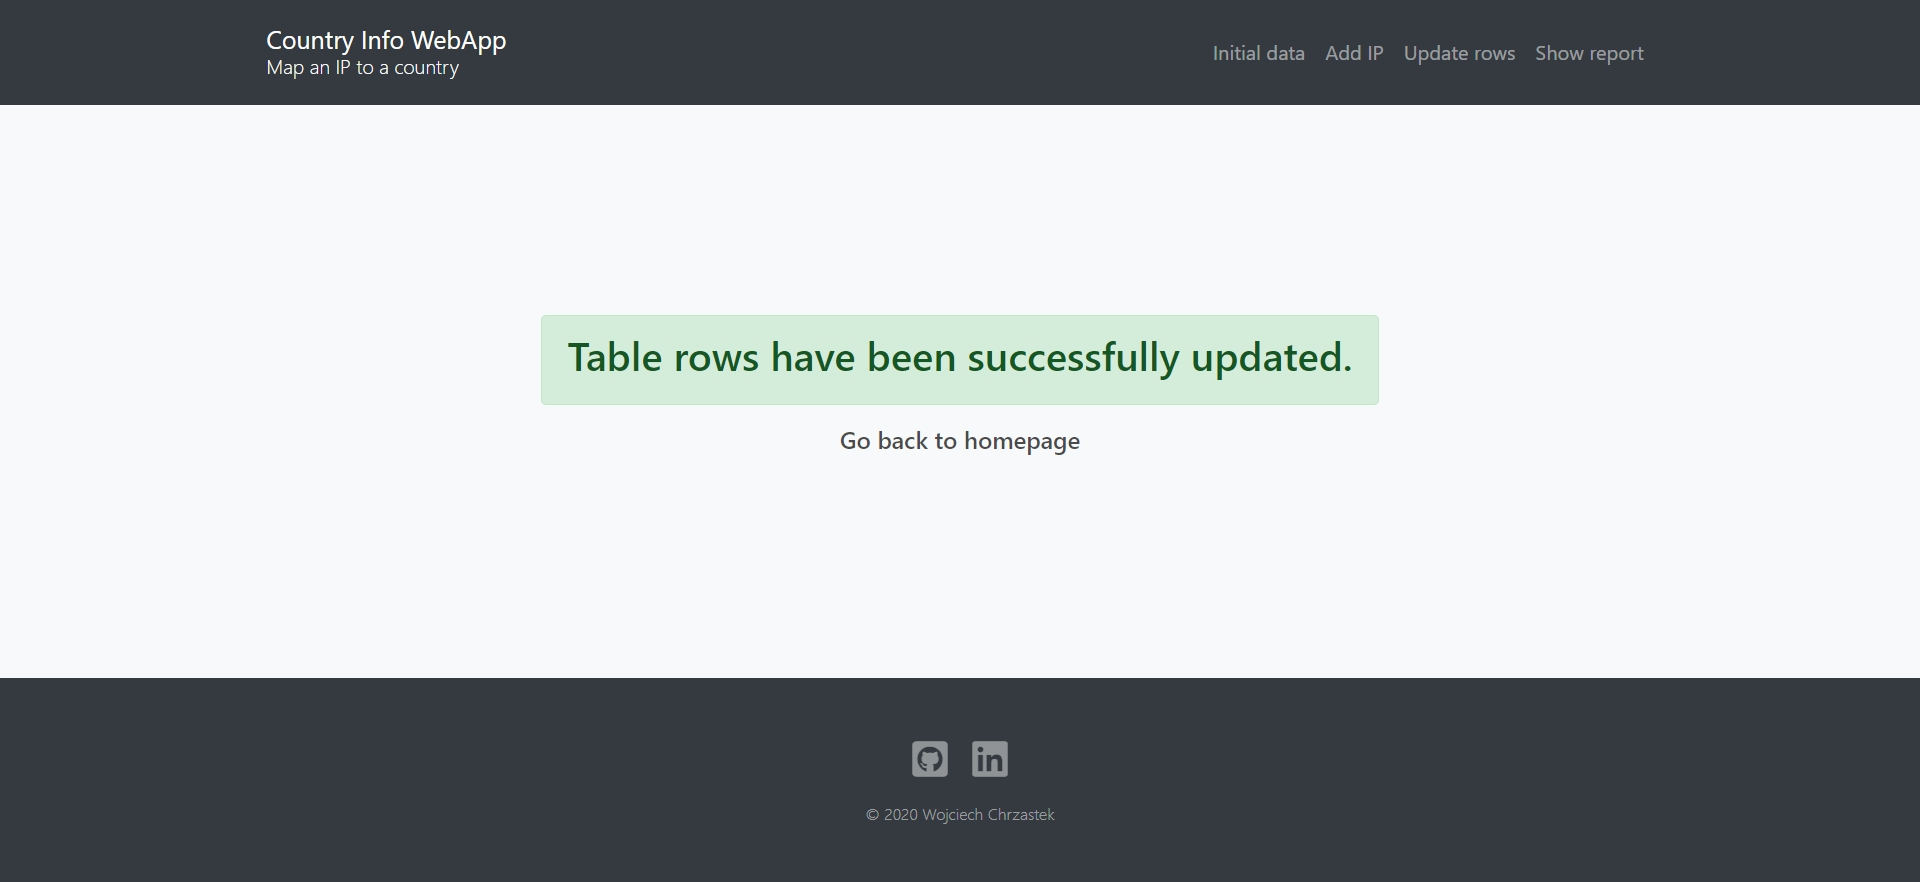 Country Info WebApp
Map an IP to a country
Initial data Add IP Update rows Show report
Table rows have been successfully updated.
Go back to homepage
in
© 2020 Wojciech Chrzastek